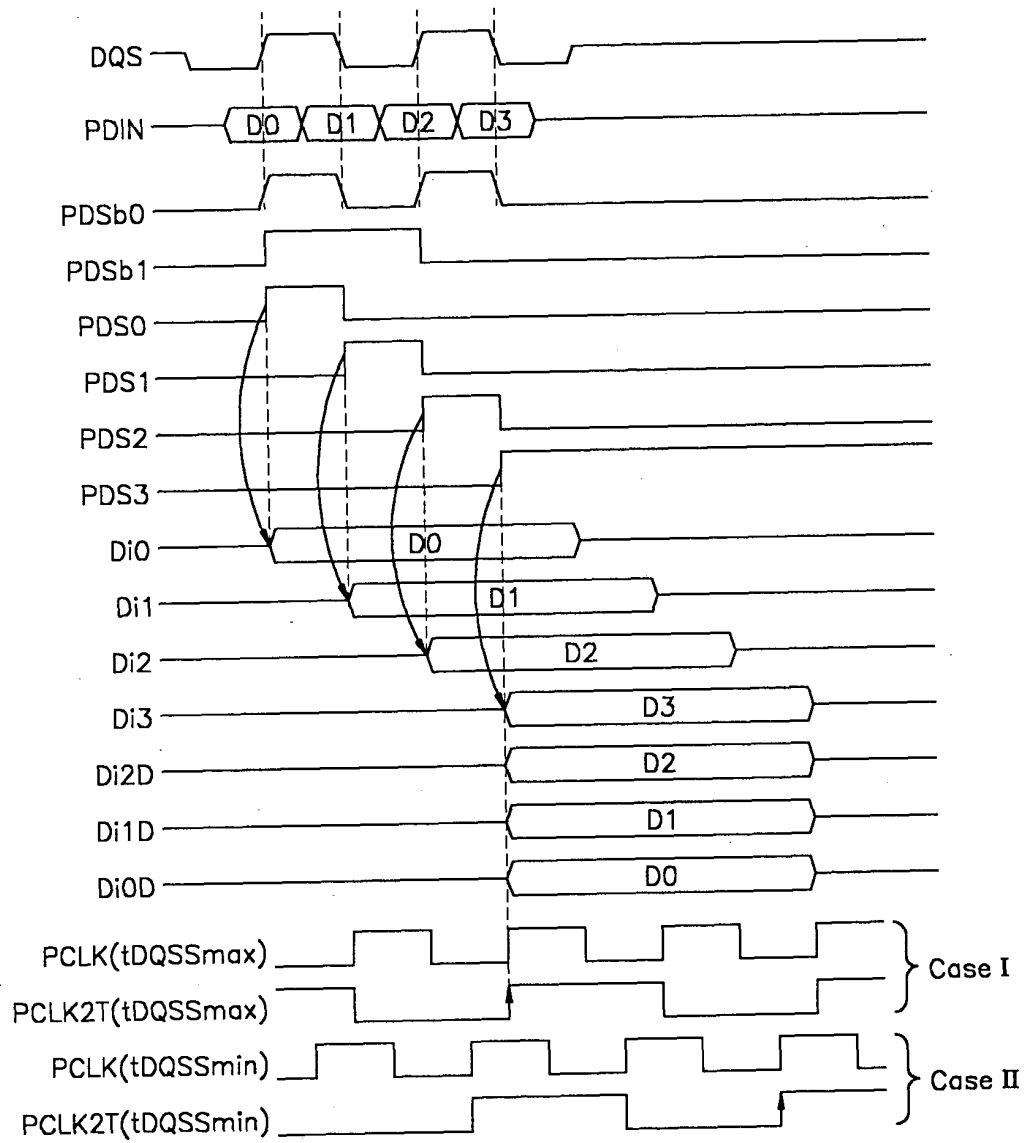 DQS
PDIN D0 D1 D2 D3
PDSb0
PDSb1
PDS0
PDS1
PDS2
PDS3
Di0 D0
Di1 D1
Di2 D2
Di3 D3
Di2D D2
Di1D D1
Di0D D0
PCLK(tDQSSmax)
Case I
PCLK2T(tDQSSmax)
PCLK(tDQSSmin)
Case II
PCLK2T(tDQSSmin)